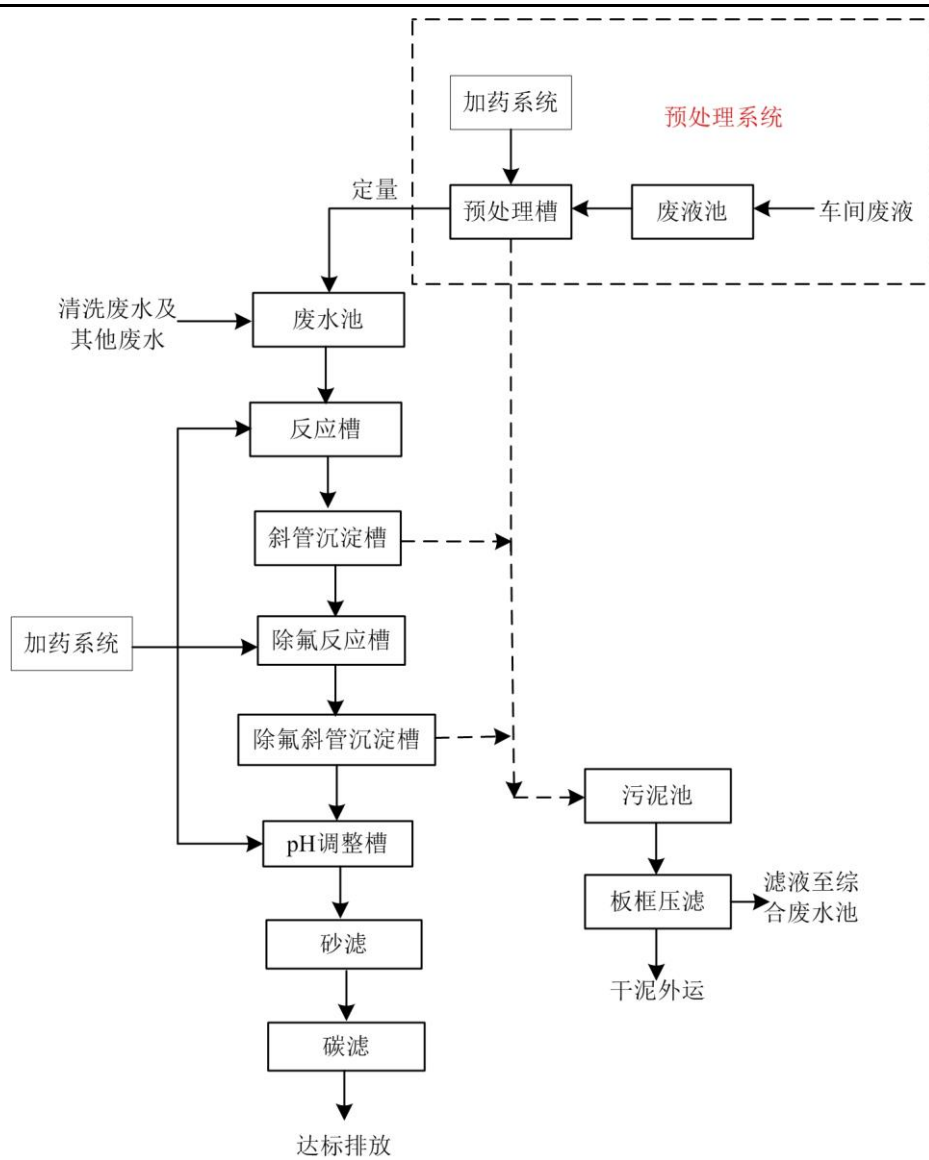 加药系统
预处理系统
定量
预处理槽
废液池
车间废液
清洗废水及
其他废水
废水池
反应槽
斜管沉淀槽
加药系统
除氟反应槽
除氟斜管沉淀槽
污泥池
pH调整槽
板框压滤
滤液至综
合废水池
砂滤
干泥外运
碳滤
达标排放